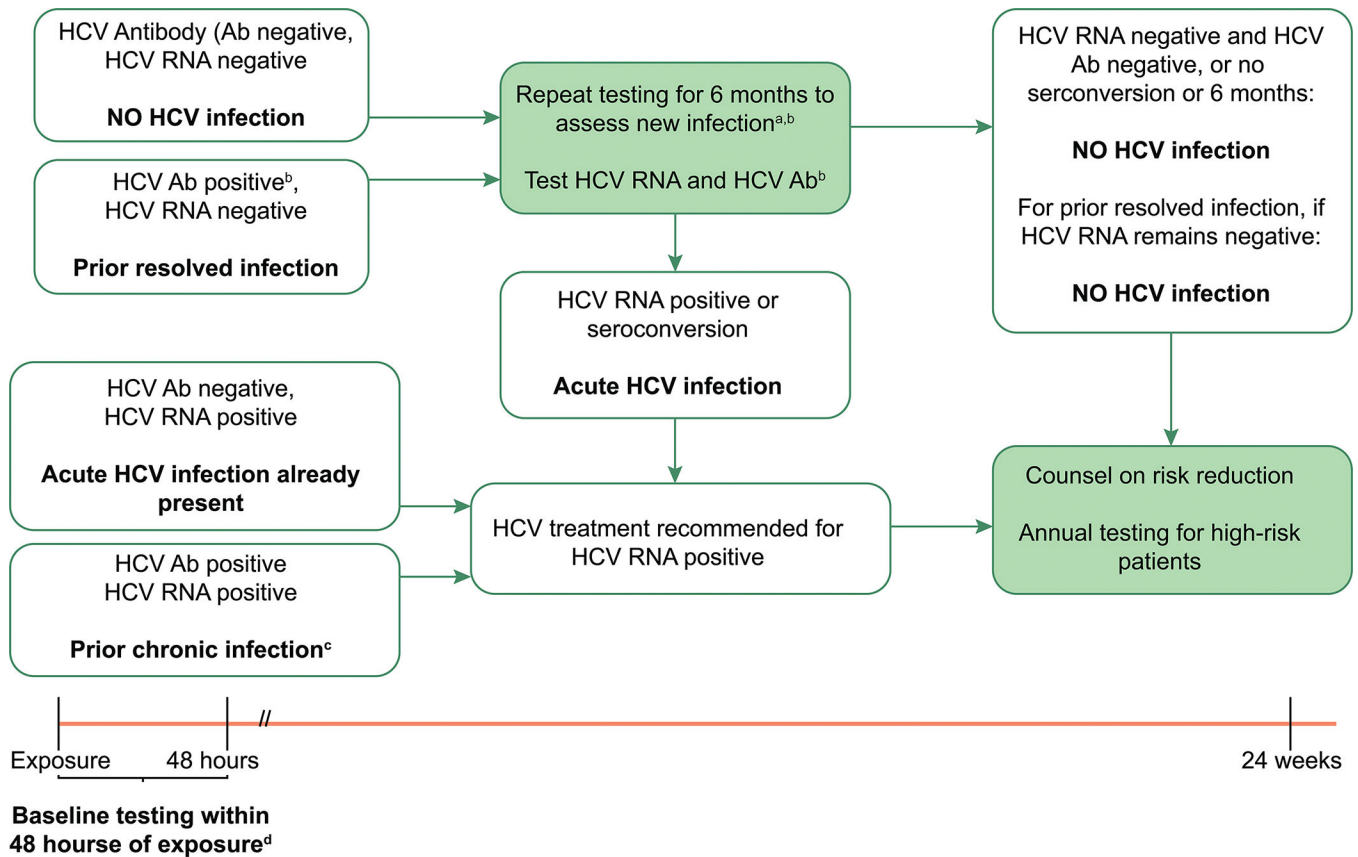 HCV Antibody (Ab negative,
HCV RNA negative
NO HCV infection
HCV Ab positiveᵇ,
HCV RNA negative
Prior resolved infection
HCV Ab negative,
HCV RNA positive
Acute HCV infection already
present
HCV Ab positive
HCV RNA positive
Prior chronic infectionᶜ
Repeat testing for 6 months to
assess new infectionᵃ,ᵇ
Test HCV RNA and HCV Abᵇ
HCV RNA positive or
seroconversion
Acute HCV infection
HCV treatment recommended for
HCV RNA positive
HCV RNA negative and HCV
Ab negative, or no
serconversion or 6 months:
NO HCV infection
For prior resolved infection, if
HCV RNA remains negative:
NO HCV infection
Counsel on risk reduction
Annual testing for high-risk
patients
//
Exposure
48 hours
24 weeks
Baseline testing within
48 hourse of exposureᵈ